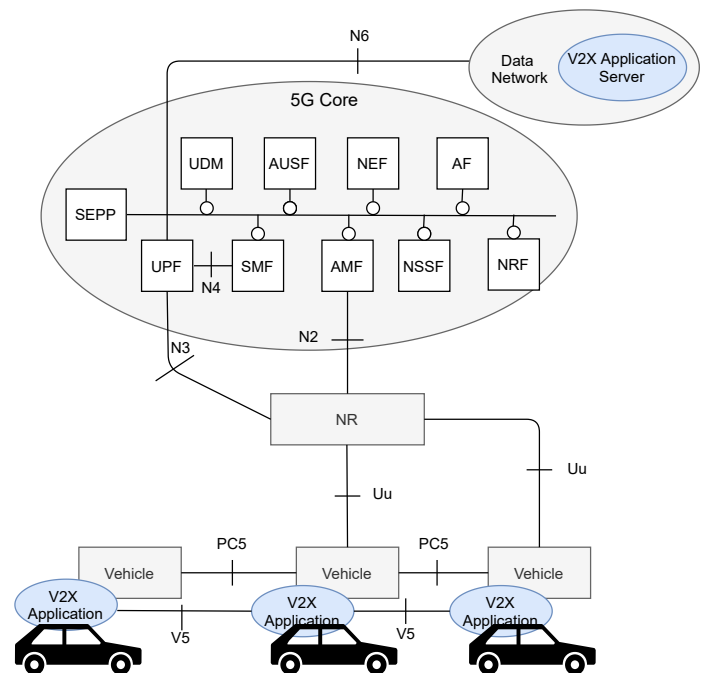 N6
Data
Network
V2X Application
Server
5G Core
UDM
AUSF
NEF
AF
SEPP
UPF
N4
SMF
AMF
NSSF
NRF
N3
N2
NR
Uu
Uu
PC5
PC5
Vehicle
Vehicle
Vehicle
V2X
Application
V2X
Application
V2X
Application
V5
V5